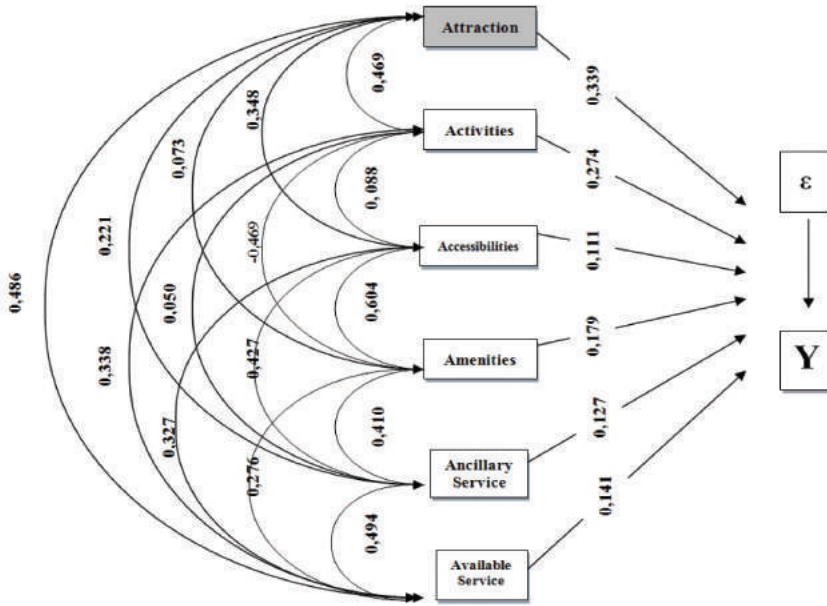 Attraction
0,339
0,469
0,348
Activities
0,274
0,073
0, 088
ε
0,221
-0,469
Accessibilities
0,111
0,486
0,050
0,604
0,179
0,338
0,427
Amenities
Y
0,327
0,410
0,127
0,276
Ancillary
Service
0,141
0,494
Available
Service